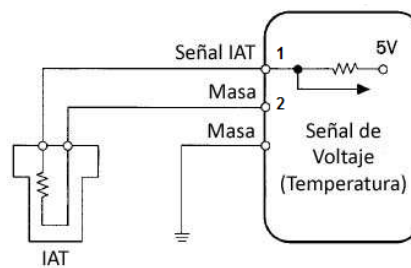 Señal IAT
1
5V
Masa
2
Masa
Señal de
Voltaje
(Temperatura)
IAT